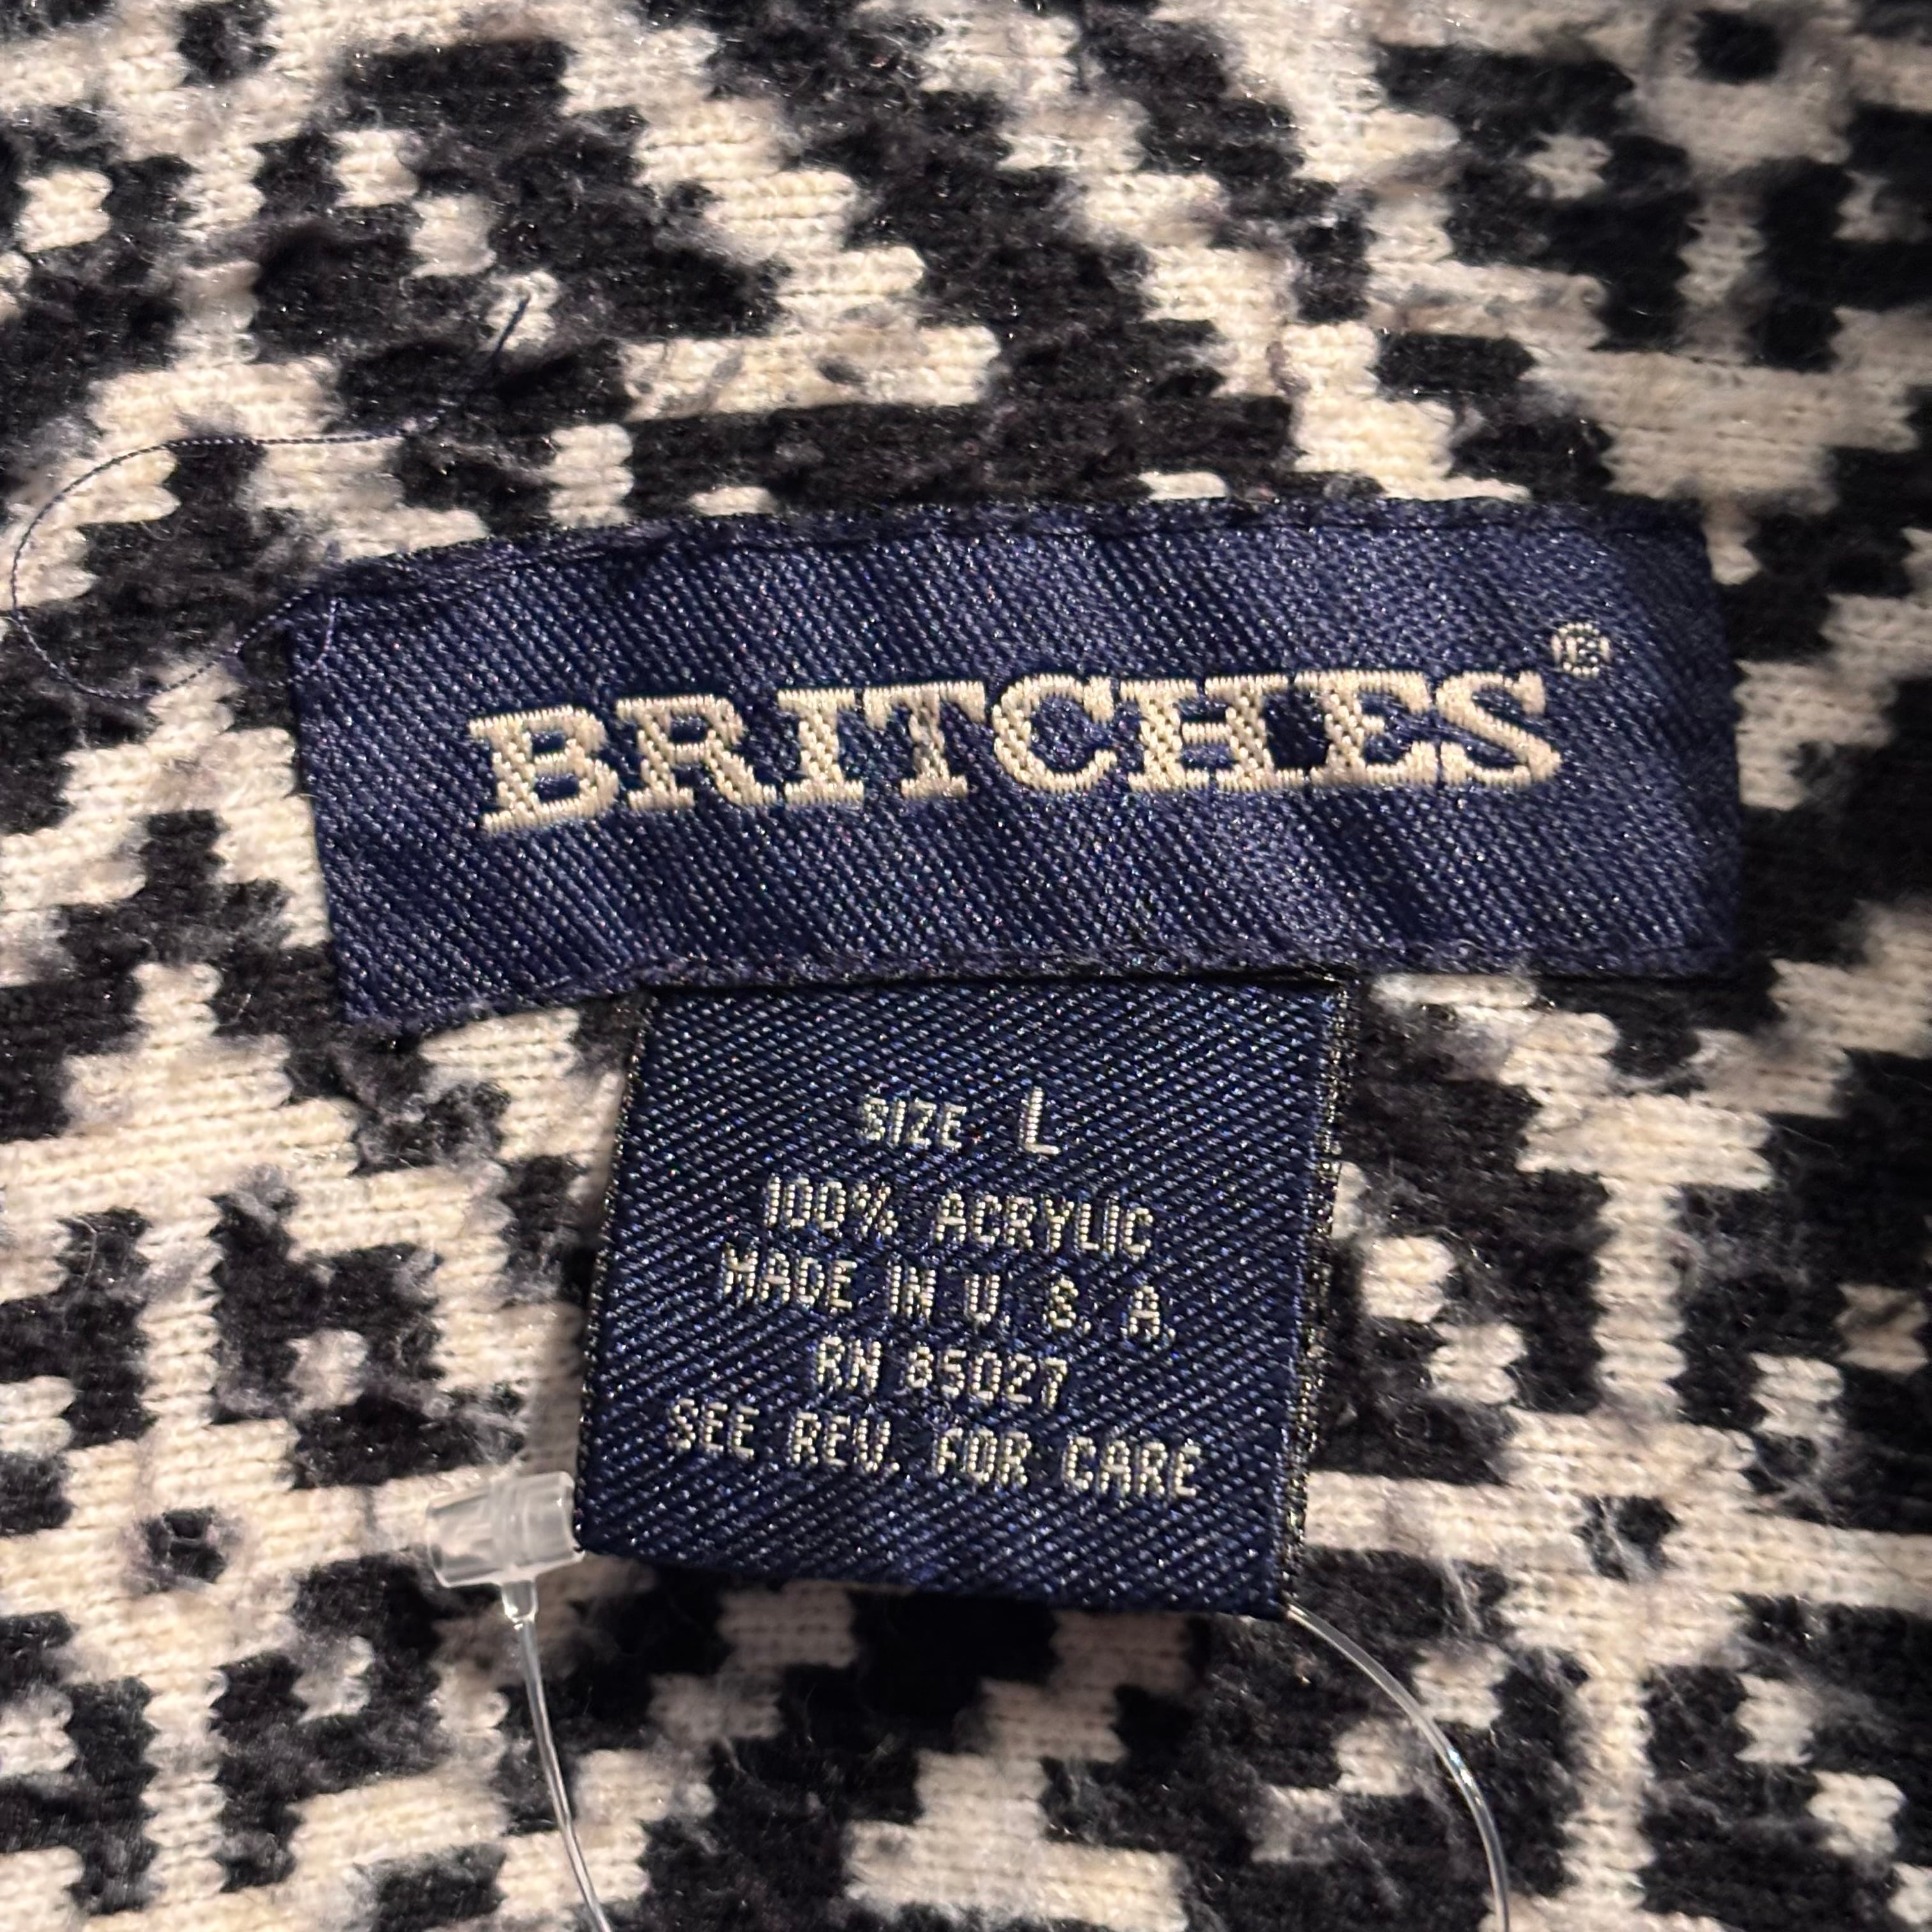 BRITCHES®
SIZE L
100% ACRYLIC
MADE IN U. S. A.
RN 85027
SEE REV. FOR CARE